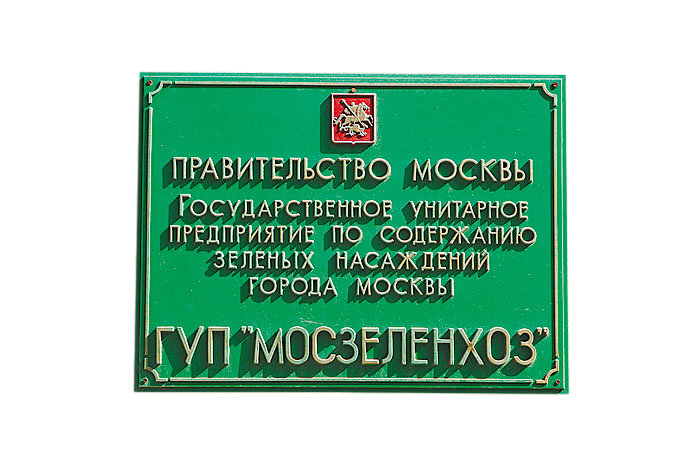 ПРАВИТЕЛЬСТВО МОСКВЫ
ГОСУДАРСТВЕННОЕ УНИТАРНОЕ
ПРЕДПРИЯТИЕ ПО СОДЕРЖАНИЮ
ЗЕЛЕНЫХ НАСАЖДЕНИЙ
ГОРОДА МОСКВЫ
ГУП "МОСЗЕЛЕНХОЗ"